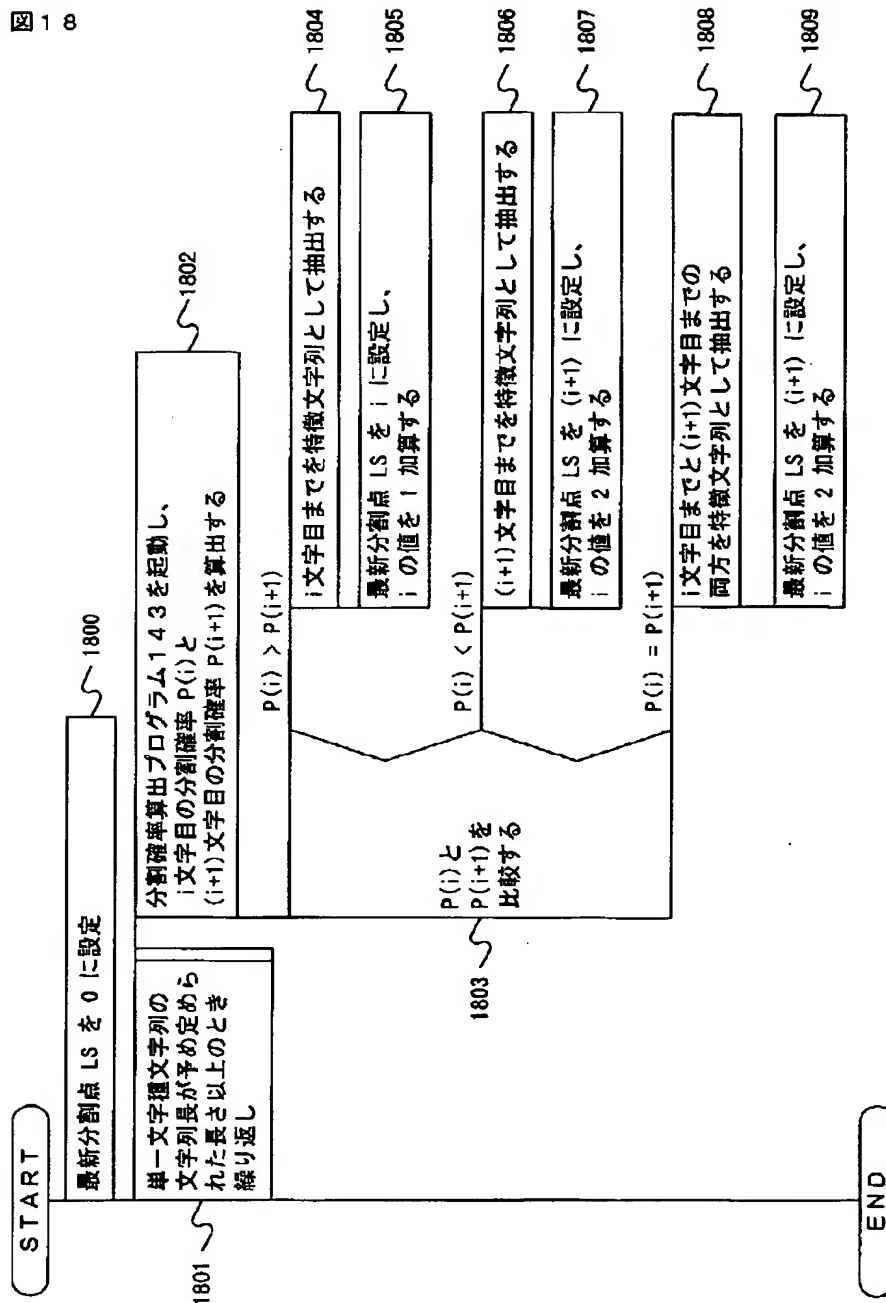 図18
START
最新分割点 LS を 0 に設定
1800
単一文字種文字列の
文字列長が予め定めら
れた長さ以上のとき
繰り返し
1801
分割確率算出プログラム143を起動し、
i文字目の分割確率 P(i)と
(i+1)文字目の分割確率 P(i+1)を算出する
1802
P(i)と
P(i+1)を
比較する
1803
P(i) > P(i+1)
i文字目までを特徴文字列として抽出する
1804
最新分割点 LS を i に設定し、
i の値を 1 加算する
1805
P(i) < P(i+1)
(i+1)文字目までを特徴文字列として抽出する
1806
最新分割点 LS を (i+1) に設定し、
i の値を 2 加算する
1807
P(i) = P(i+1)
i文字目までと(i+1)文字目までの
両方を特徴文字列として抽出する
1808
最新分割点 LS を (i+1) に設定し、
i の値を 2 加算する
1809
END